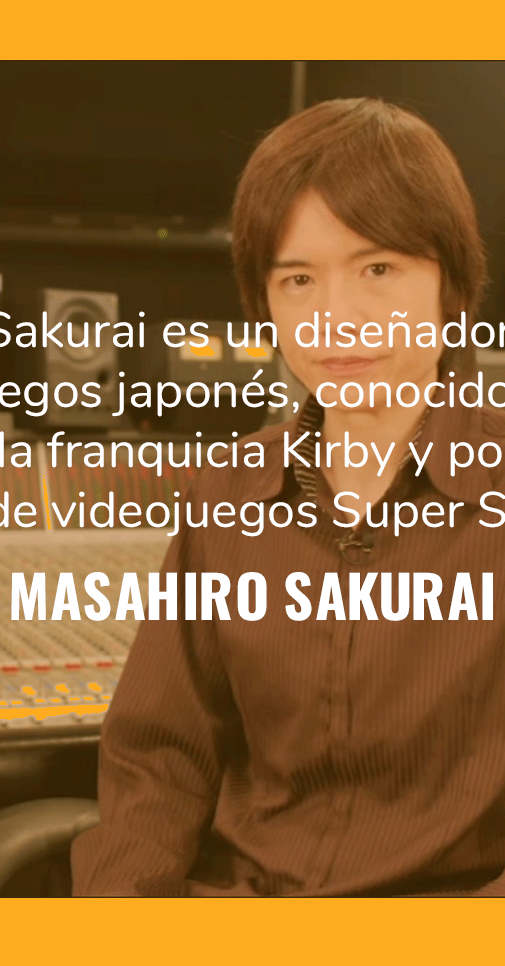 Sakurai es un diseñador
egos japonés, conocido
la franquicia Kirby y po
de videojuegos Super S
MASAHIRO SAKURAI